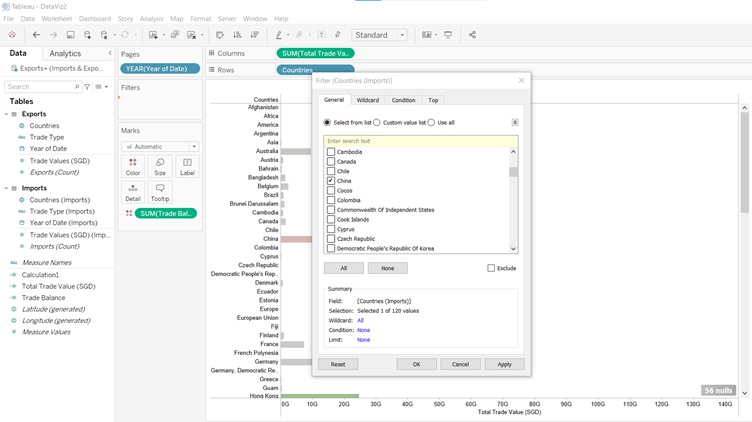 Tableau - DataViz2
File Data Worksheet Dashboard Story Analysis Map Format Server Window Help
Standard
Data Analytics
Exports+ (Imports & Expo...
Search
Tables
Exports
Countries
Abc Trade Type
Year of Date
Trade Values (SGD)
Exports (Count)
Imports
Countries (Imports)
Abc Trade Type (Imports)
Year of Date (Imports)
Trade Values (SGD) (Imp...
Imports (Count)
Abc Measure Names
Calculation1
Total Trade Value (SGD)
Trade Balance
Latitude (generated)
Longitude (generated)
Measure Values
Pages
YEAR(Year of Date)
Filters
Marks
Automatic
Color Size Label
Detail Tooltip
SUM(Trade Bal..
Columns SUM(Total Trade Va..
Rows Countries
Countries
Afghanistan
Africa
America
Argentina
Asia
Australia
Austria
Bahrain
Bangladesh
Belgium
Brazil
Brunei Darussalam
Cambodia
Canada
Chile
China
Colombia
Cyprus
Czech Republic
Democratic People's Rep..
Denmark
Ecuador
Estonia
Europe
European Union
Fiji
Finland
France
French Polynesia
Germany
Germany, Democratic Re..
Greece
Guam
Hong Kong
0G 10G 20G 30G 40G 50G 60G 70G 80G 90G 100G 110G 120G 130G 140G
Total Trade Value (SGD)
56 nulls
Filter [Countries (Imports)]
General Wildcard Condition Top
Select from list Custom value list Use all
Enter search text
Cambodia
Canada
Chile
China
Cocos
Colombia
Commonwealth Of Independent States
Cook Islands
Cyprus
Czech Republic
Democratic People's Republic Of Korea
All None Exclude
Summary
Field: [Countries (Imports)]
Selection: Selected 1 of 120 values
Wildcard: All
Condition: None
Limit: None
Reset OK Cancel Apply